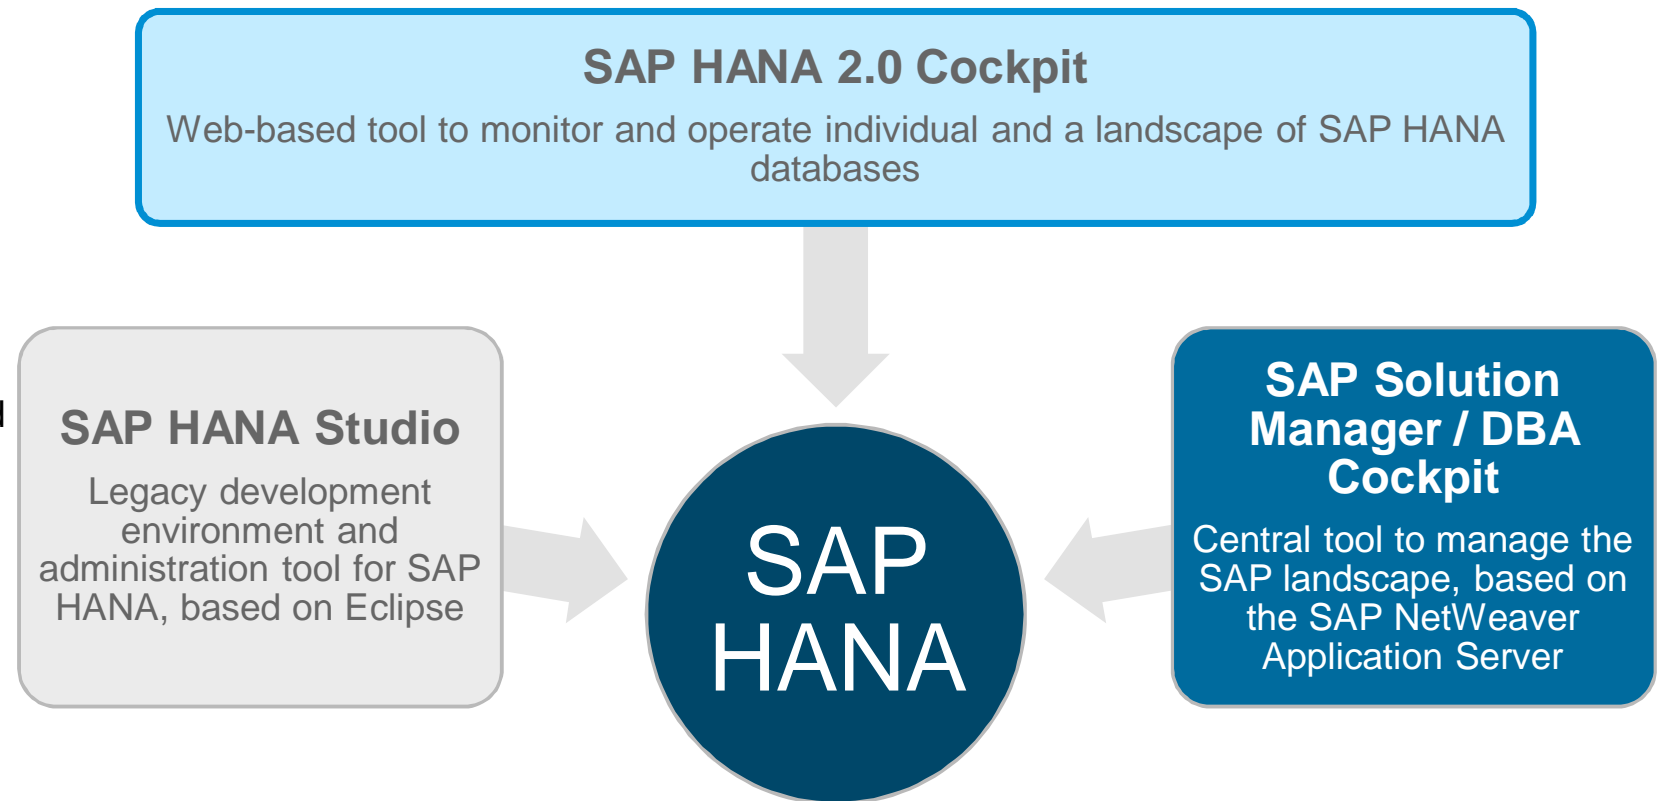 SAP HANA 2.0 Cockpit
Web-based tool to monitor and operate individual and a landscape of SAP HANA
databases
SAP HANA Studio
Legacy development
environment and
administration tool for SAP
HANA, based on Eclipse
SAP
HANA
SAP Solution
Manager / DBA
Cockpit
Central tool to manage the
SAP landscape, based on
the SAP NetWeaver
Application Server